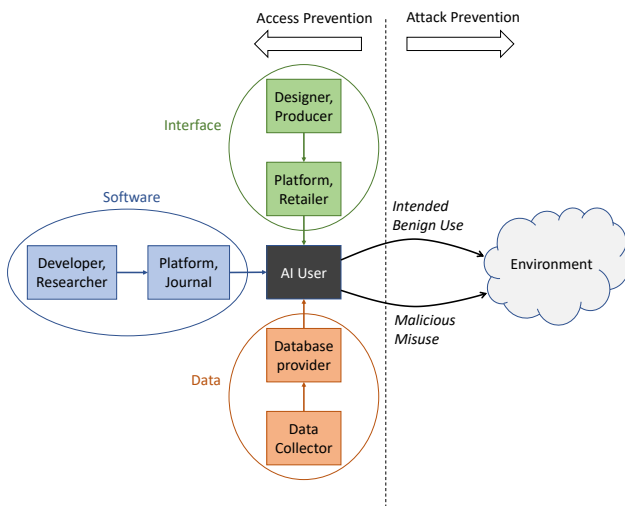 Access Prevention
Attack Prevention
Designer,
Producer
Interface
Platform,
Retailer
Software
Intended
Benign Use
Developer,
Researcher
Platform,
Journal
AI User
Environment
Malicious
Misuse
Database
provider
Data
Data
Collector